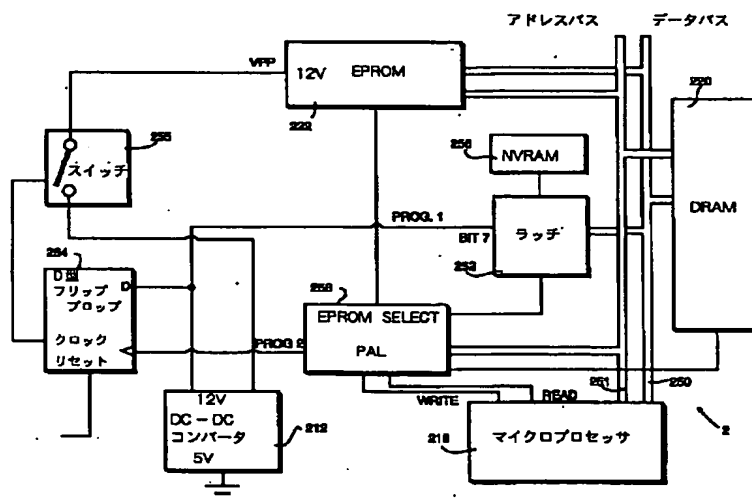 アドレスバス データバス
VPP
12V EPROM
222
220
DRAM
255
スイッチ
256
NVRAM
PROG. 1
BIT 7
ラッチ
252
254
D
フリップ
プロップ
クロック
リセット
PROG 2
258
EPROM SELECT
PAL
WRITE
READ
251
250
12V
DC-DC
コンバータ
5V
212
218
マイクロプロセッサ
2